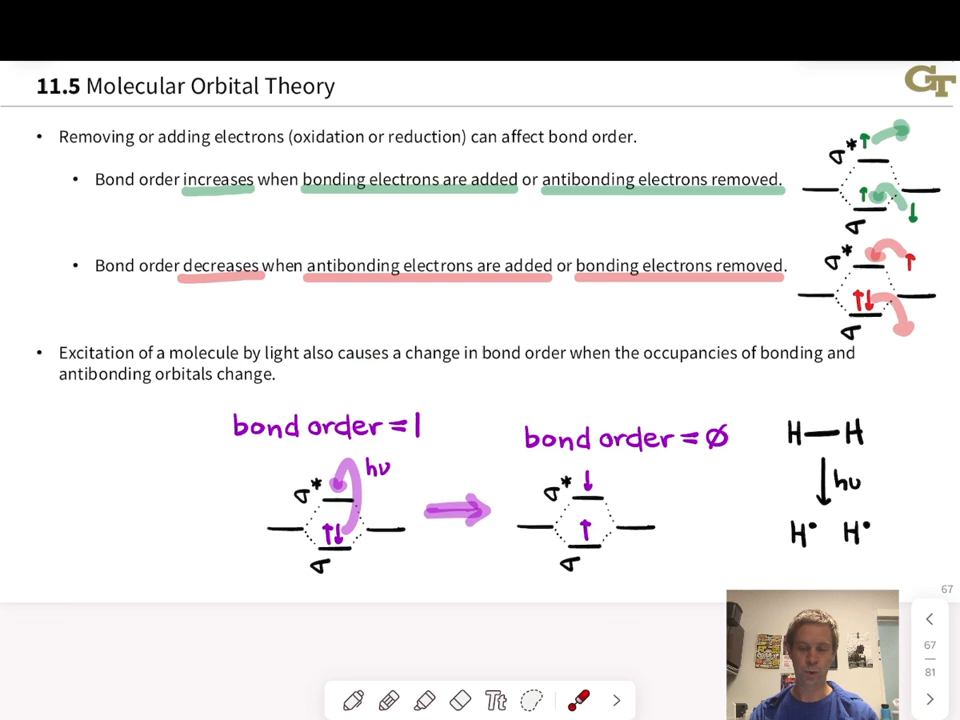 11.5 Molecular Orbital Theory
GT
• Removing or adding electrons (oxidation or reduction) can affect bond order.
σ*
• Bond order increases when bonding electrons are added or antibonding electrons removed.
σ
σ*
• Bond order decreases when antibonding electrons are added or bonding electrons removed.
σ
• Excitation of a molecule by light also causes a change in bond order when the occupancies of bonding and
antibonding orbitals change.
bond order = 1
bond order = 0
H—H
hν
σ*
σ*
hν
H• H•
σ
σ
67
67
81
Tt